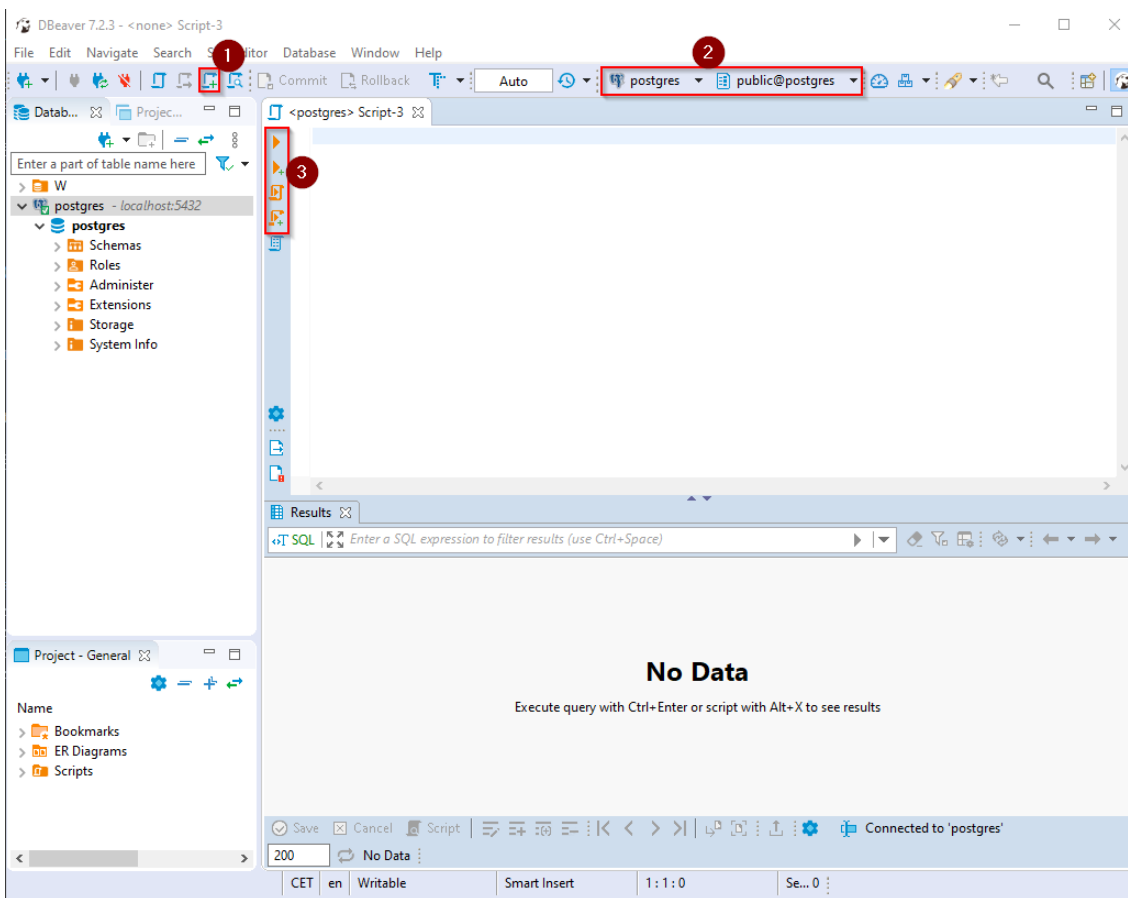 DBeaver 7.2.3 - <none> Script-3
File Edit Navigate Search itor Database Window Help
1
2
Commit Rollback T Auto postgres public@postgres
Datab... Projec...
<postgres> Script-3
Enter a part of table name here
3
W
postgres - localhost:5432
postgres
Schemas
Roles
Administer
Extensions
Storage
System Info
Results
T SQL Enter a SQL expression to filter results (use Ctrl+Space)
No Data
Execute query with Ctrl+Enter or script with Alt+X to see results
Project - General
Name
Bookmarks
ER Diagrams
Scripts
Save Cancel Script Connected to 'postgres'
200 No Data
CET en Writable Smart Insert 1 : 1 : 0 Se... 0